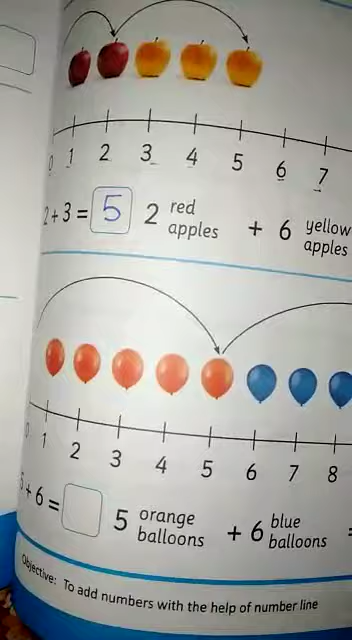 0 1 2 3 4 5 6 7
2 + 3 = 5 2 red apples + 6 yellow apples
0 1 2 3 4 5 6 7 8
5 + 6 = 5 orange balloons + 6 blue balloons =
Objective: To add numbers with the help of number line